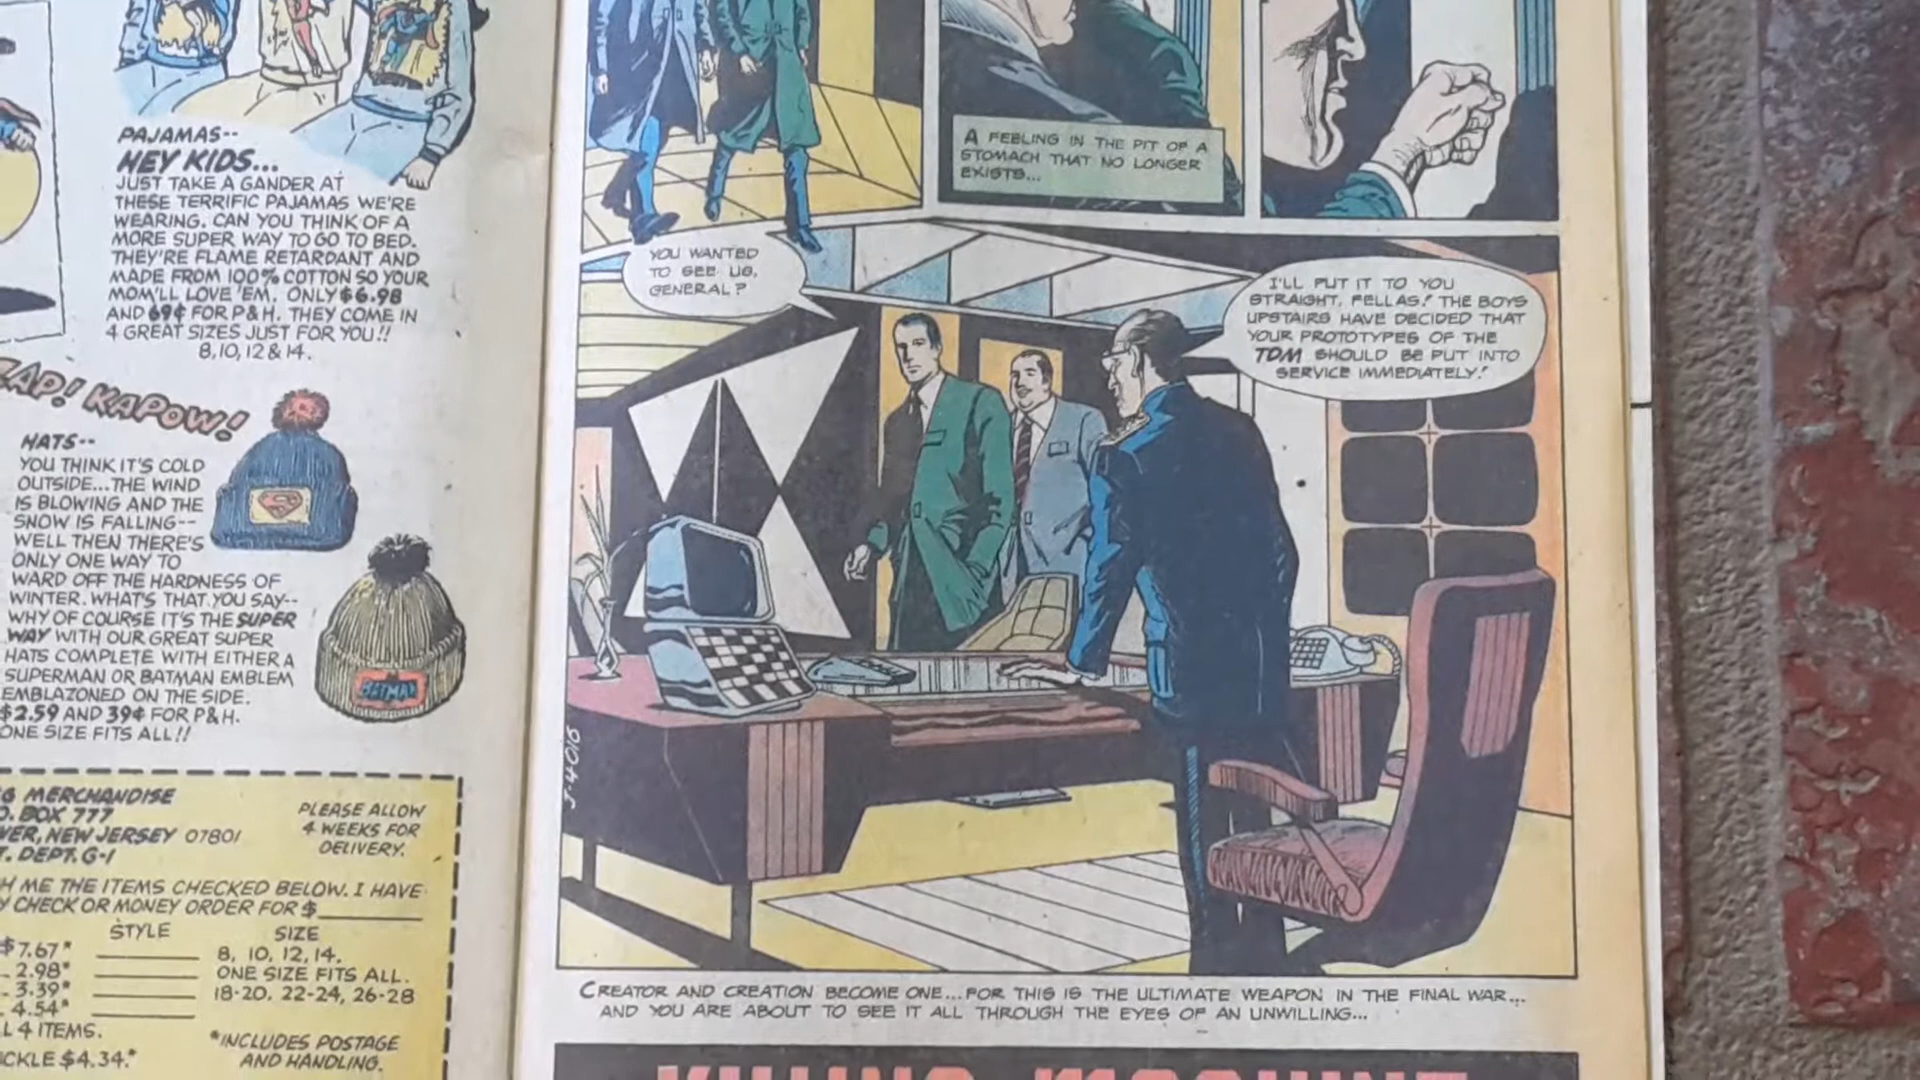 PAJAMAS--
HEY KIDS...
JUST TAKE A GANDER AT
THESE TERRIFIC PAJAMAS WE'RE
WEARING. CAN YOU THINK OF A
MORE SUPER WAY TO GO TO BED.
THEY'RE FLAME RETARDANT AND
MADE FROM 100% COTTON SO YOUR
MOM'LL LOVE 'EM. ONLY $6.98
AND 69¢ FOR P&H. THEY COME IN
4 GREAT SIZES JUST FOR YOU!!
8, 10, 12 & 14.
ZAP! KAPOW!
HATS--
YOU THINK IT'S COLD
OUTSIDE...THE WIND
IS BLOWING AND THE
SNOW IS FALLING--
WELL THEN THERE'S
ONLY ONE WAY TO
WARD OFF THE HARDNESS OF
WINTER. WHAT'S THAT YOU SAY--
WHY OF COURSE IT'S THE SUPER
WAY WITH OUR GREAT SUPER
HATS COMPLETE WITH EITHER A
SUPERMAN OR BATMAN EMBLEM
EMBLAZONED ON THE SIDE.
$2.59 AND 39¢ FOR P&H.
ONE SIZE FITS ALL!!
S
BATMAN
G MERCHANDISE
O. BOX 777
VER, NEW JERSEY 07801
T. DEPT. G-1
PLEASE ALLOW
4 WEEKS FOR
DELIVERY.
H ME THE ITEMS CHECKED BELOW. I HAVE
Y CHECK OR MONEY ORDER FOR $
STYLE SIZE
$7.67* 8, 10, 12, 14.
2.98* ONE SIZE FITS ALL.
3.39* 18-20, 22-24, 26-28
4.54*
L 4 ITEMS.
ICKLE $4.34.*
*INCLUDES POSTAGE
AND HANDLING.
A FEELING IN THE PIT OF A
STOMACH THAT NO LONGER
EXISTS...
YOU WANTED
TO SEE US,
GENERAL?
I'LL PUT IT TO YOU
STRAIGHT, FELLAS! THE BOYS
UPSTAIRS HAVE DECIDED THAT
YOUR PROTOTYPES OF THE
TDM SHOULD BE PUT INTO
SERVICE IMMEDIATELY!
J-4016
CREATOR AND CREATION BECOME ONE...FOR THIS IS THE ULTIMATE WEAPON IN THE FINAL WAR...
AND YOU ARE ABOUT TO SEE IT ALL THROUGH THE EYES OF AN UNWILLING...
KILLING MACHINE